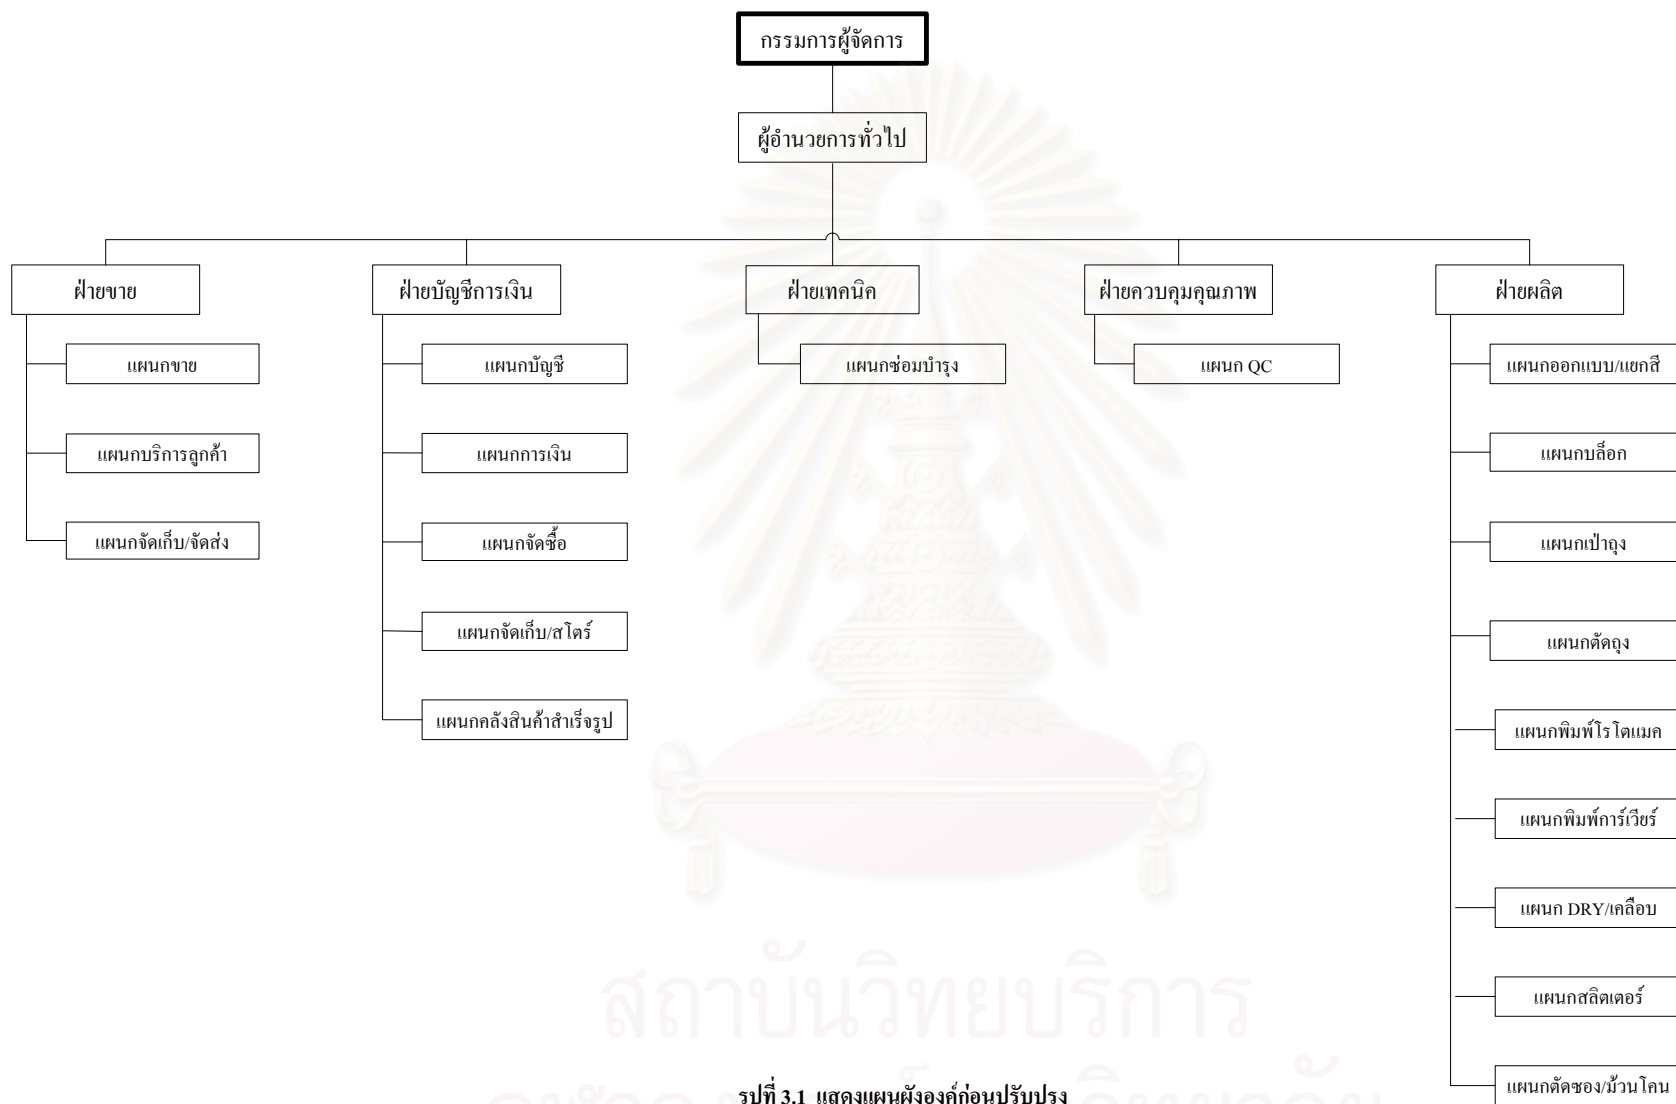 กรรมการผู้จัดการ
ผู้อำนวยการทั่วไป
ฝ่ายขาย
แผนกขาย
แผนกบริการลูกค้า
แผนกจัดเก็บ/จัดส่ง
ฝ่ายบัญชีการเงิน
แผนกบัญชี
แผนกการเงิน
แผนกจัดซื้อ
แผนกจัดเก็บ/สโตร์
แผนกคลังสินค้าสำเร็จรูป
ฝ่ายเทคนิค
แผนกซ่อมบำรุง
ฝ่ายควบคุมคุณภาพ
แผนก QC
ฝ่ายผลิต
แผนกออกแบบ/แยกสี
แผนกบล็อก
แผนกเป่าถุง
แผนกตัดถุง
แผนกพิมพ์โรโตแมค
แผนกพิมพ์การ์เวียร์
แผนก DRY/เคลือบ
แผนกสลิตเตอร์
แผนกตัดซอง/ม้วนโคน
สถาบันวิทยบริการ
รูปที่ 3.1 แสดงแผนผังองค์ก่อนปรับปรุง